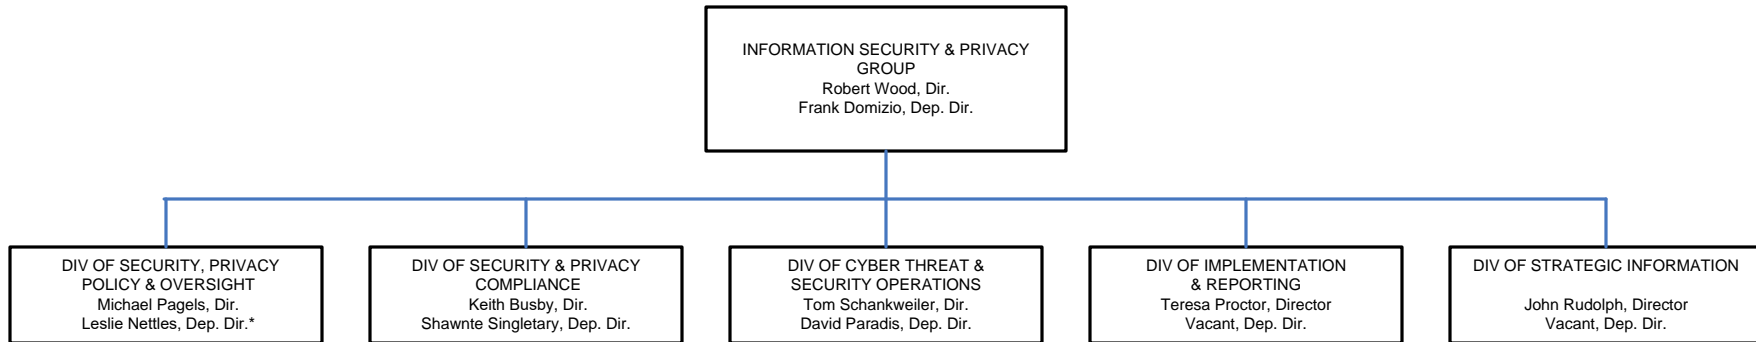 INFORMATION SECURITY & PRIVACY
GROUP
Robert Wood, Dir.
Frank Domizio, Dep. Dir.
DIV OF SECURITY, PRIVACY
POLICY & OVERSIGHT
Michael Pagels, Dir.
Leslie Nettles, Dep. Dir.*
DIV OF SECURITY & PRIVACY
COMPLIANCE
Keith Busby, Dir.
Shawnte Singletary, Dep. Dir.
DIV OF CYBER THREAT &
SECURITY OPERATIONS
Tom Schankweiler, Dir.
David Paradis, Dep. Dir.
DIV OF IMPLEMENTATION
& REPORTING
Teresa Proctor, Director
Vacant, Dep. Dir.
DIV OF STRATEGIC INFORMATION
John Rudolph, Director
Vacant, Dep. Dir.